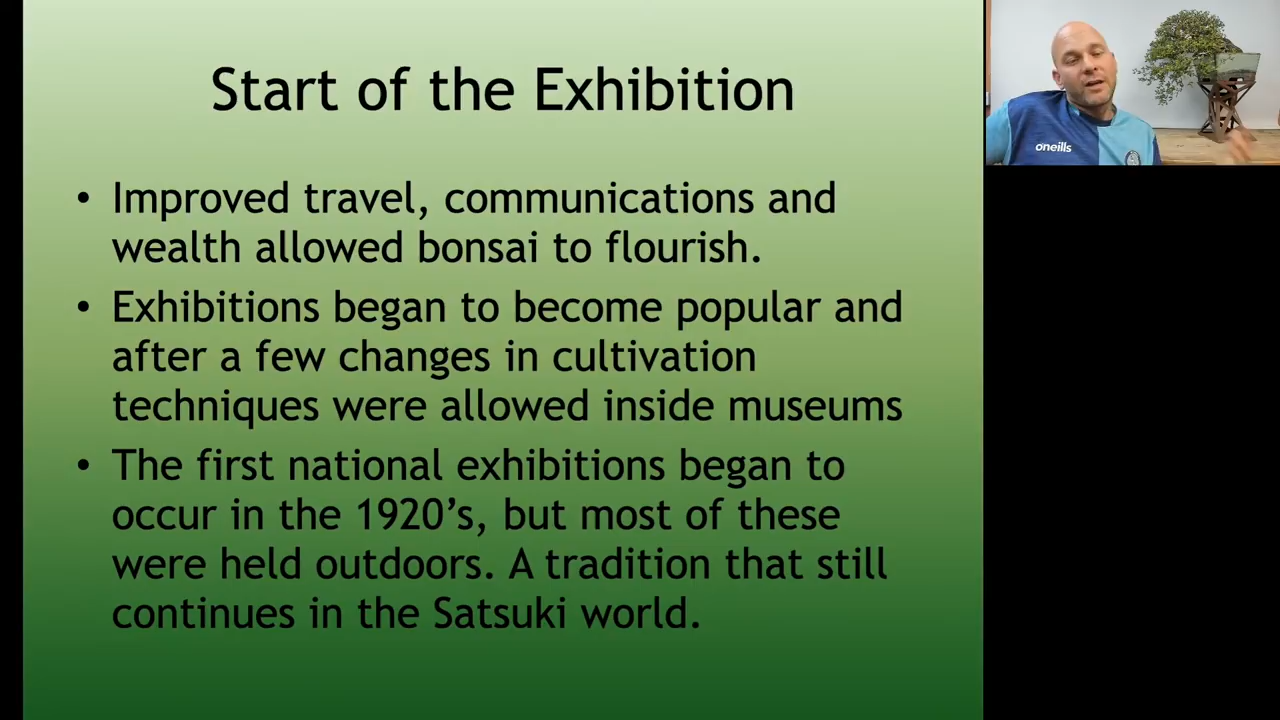 Start of the Exhibition
• Improved travel, communications and
wealth allowed bonsai to flourish.
• Exhibitions began to become popular and
after a few changes in cultivation
techniques were allowed inside museums
• The first national exhibitions began to
occur in the 1920’s, but most of these
were held outdoors. A tradition that still
continues in the Satsuki world.
oneills